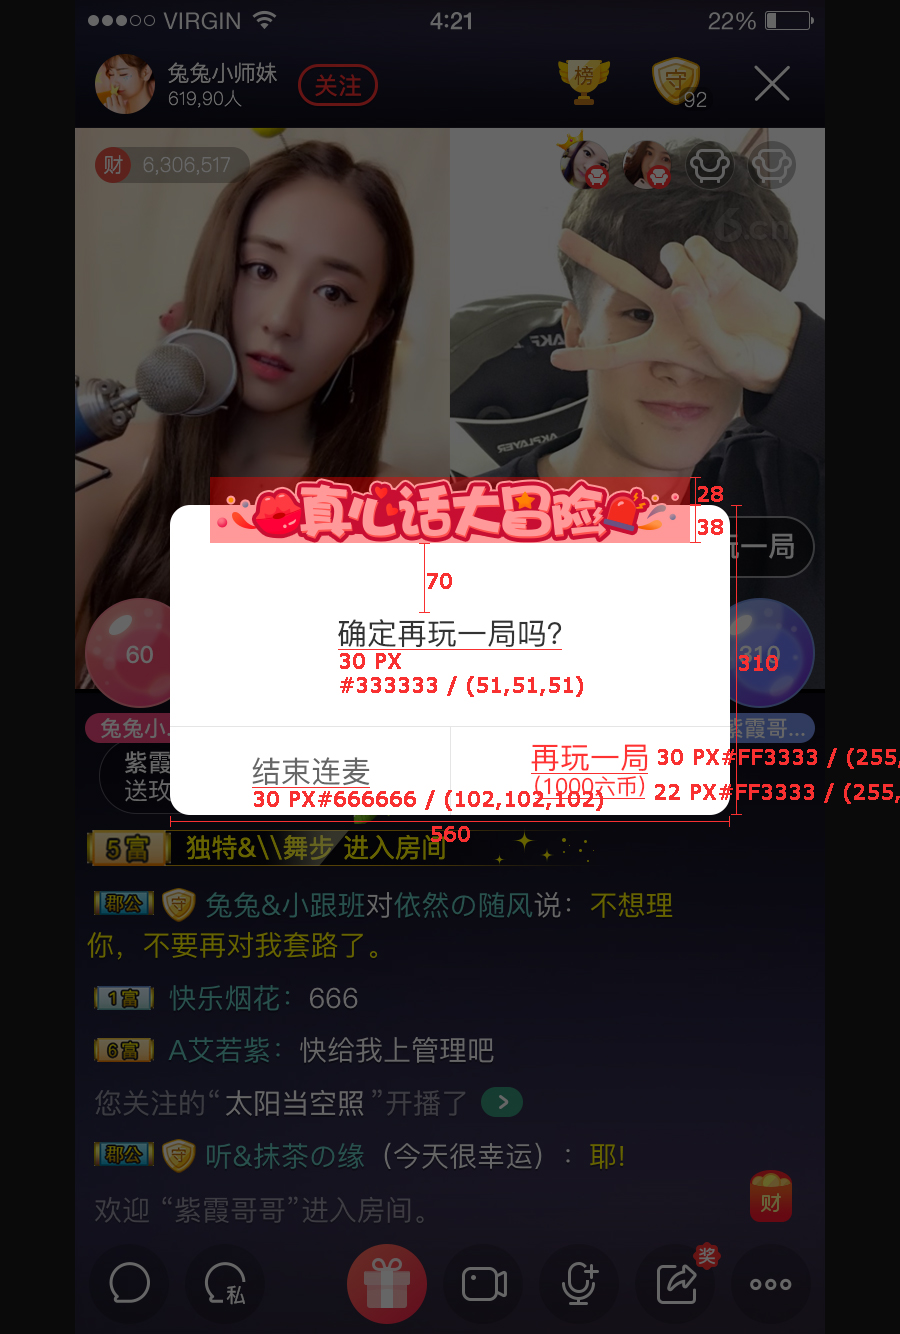 VIRGIN 4:21 22%
兔兔小师妹
619,90人
关注
榜
守
92
财 6,306,517
6.cn
AKPLAYER
真心话大冒险
28
38
玩一局
70
60
310
确定再玩一局吗?
30 PX
#333333 / (51,51,51)
310
兔兔小
紫霞哥...
紫霞
送玫
结束连麦
30 PX#666666 / (102,102,102)
再玩一局 30 PX#FF3333 / (255,
(1000六币) 22 PX#FF3333 / (255,
560
5富 独特&\\舞步 进入房间
郡公 守 兔兔&小跟班对依然の随风说：不想理
你，不要再对我套路了。
1富 快乐烟花：666
6富 A艾若紫：快给我上管理吧
您关注的“太阳当空照”开播了
郡公 守 听&抹茶の缘（今天很幸运）：耶!
财
欢迎 “紫霞哥哥”进入房间。
私
奖